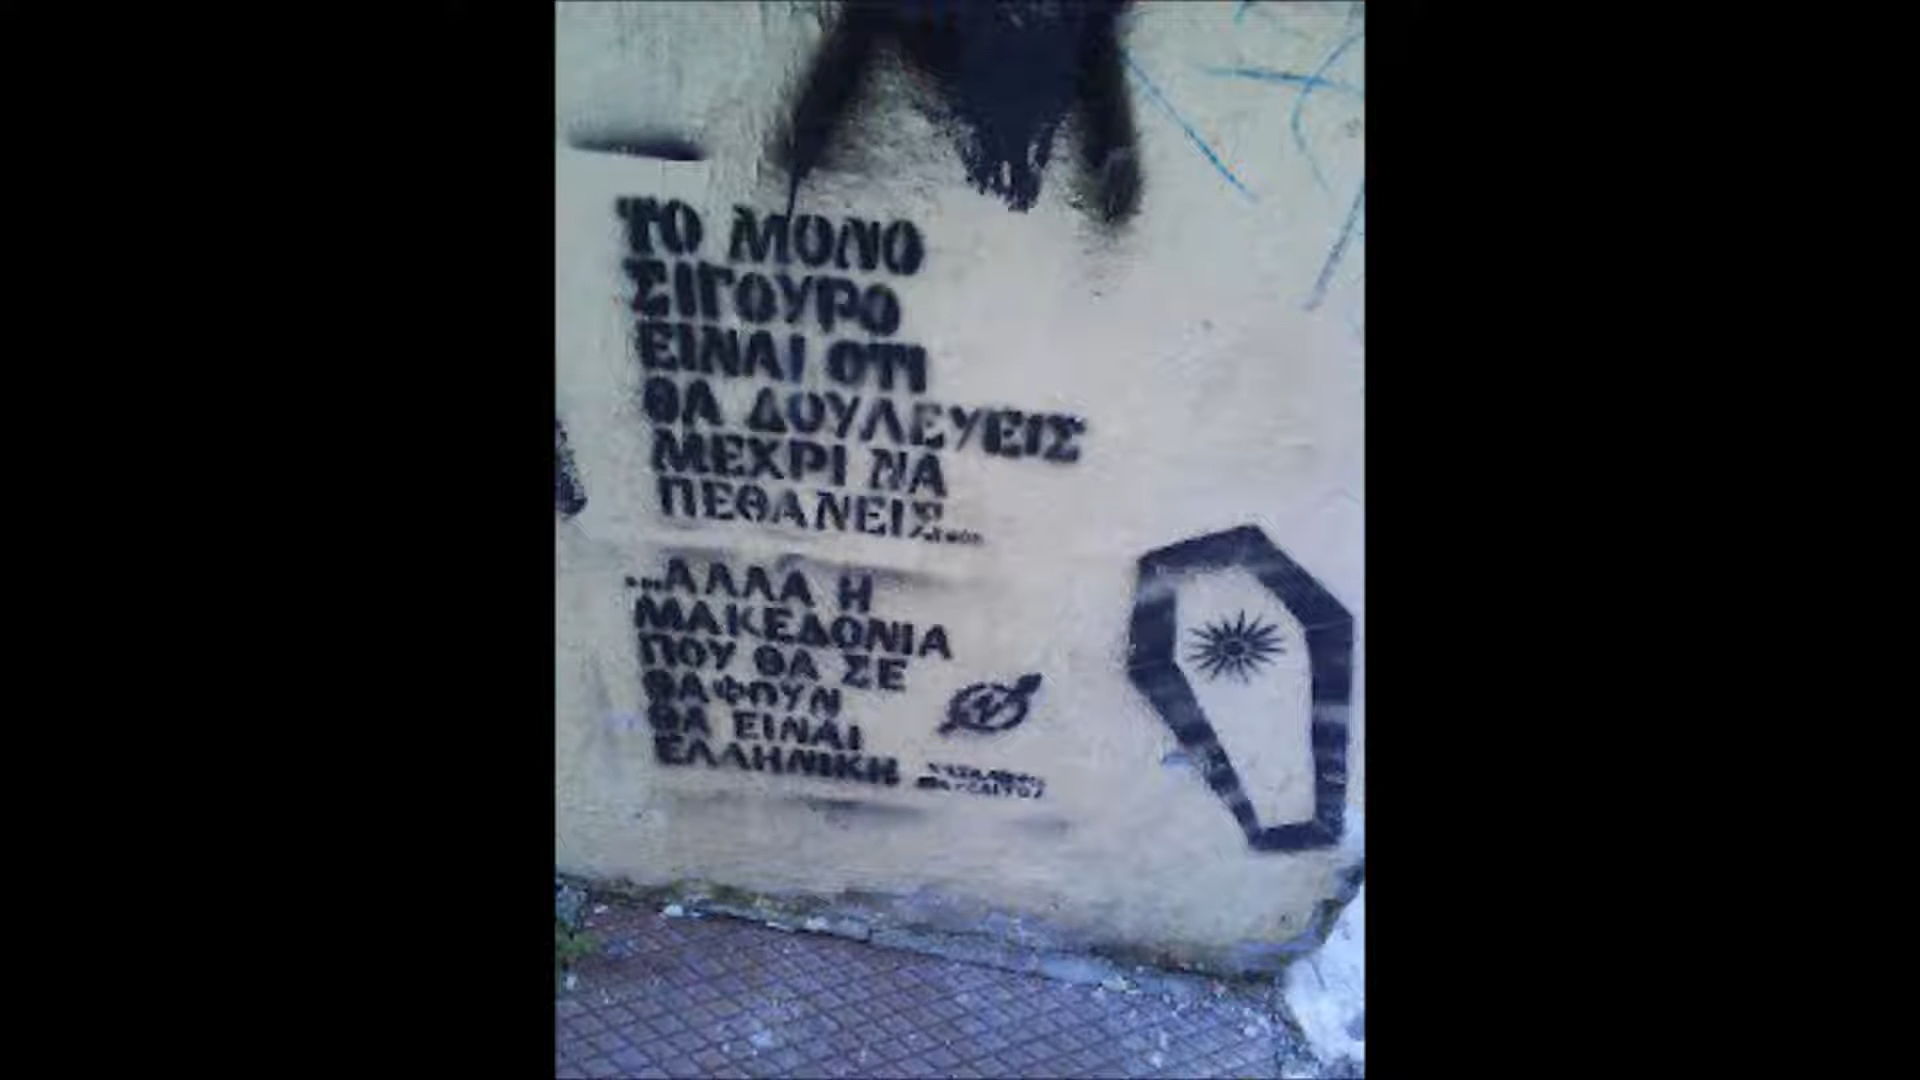 ΤΟ ΜΟΝΟ
ΣΙΓΟΥΡΟ
ΕΙΝΑΙ ΟΤΙ
ΘΑ ΔΟΥΛΕΥΕΙΣ
ΜΕΧΡΙ ΝΑ
ΠΕΘΑΝΕΙΣ...
...ΑΛΛΑ Η
ΜΑΚΕΔΟΝΙΑ
ΠΟΥ ΘΑ ΣΕ
ΘΑΨΟΥΝ
ΘΑ ΕΙΝΑΙ
ΕΛΛΗΝΙΚΗ